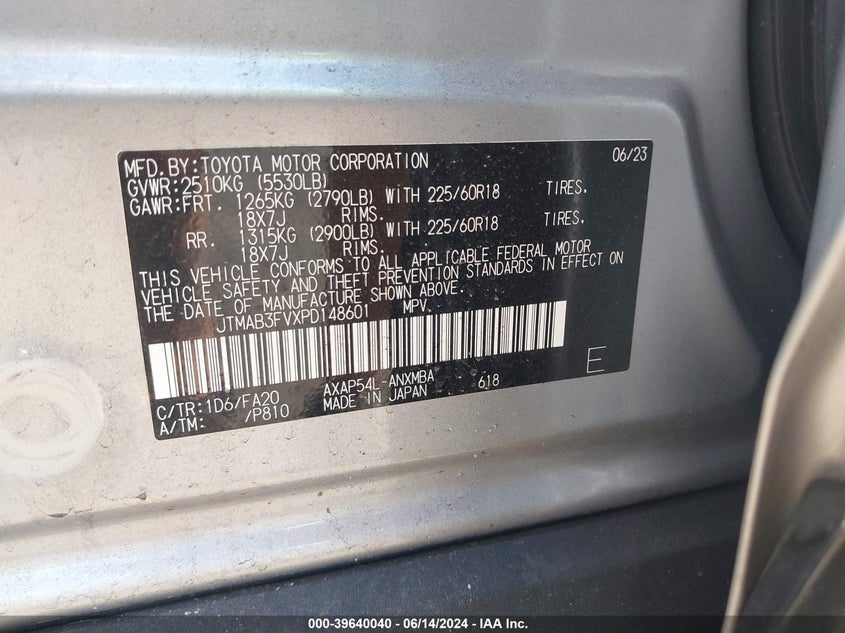 MFD.BY:TOYOTA MOTOR CORPORATION 06/23
GVWR:2510KG (5530LB)
GAWR:FRT. 1265KG (2790LB) WITH 225/60R18 TIRES.
18X7J RIMS.
RR. 1315KG (2900LB) WITH 225/60R18 TIRES.
18X7J RIMS.
THIS VEHICLE CONFORMS TO ALL APPLICABLE FEDERAL MOTOR
VEHICLE SAFETY AND THEFT PREVENTION STANDARDS IN EFFECT ON
THE DATE OF MANUFACTURE SHOWN ABOVE.
JTMAB3FVXPD148601 MPV.
E
C/TR:1D6/FA20 AXAP54L-ANXMBA 618
A/TM: /P810 MADE IN JAPAN
000-39640040 - 06/14/2024 - IAA Inc.